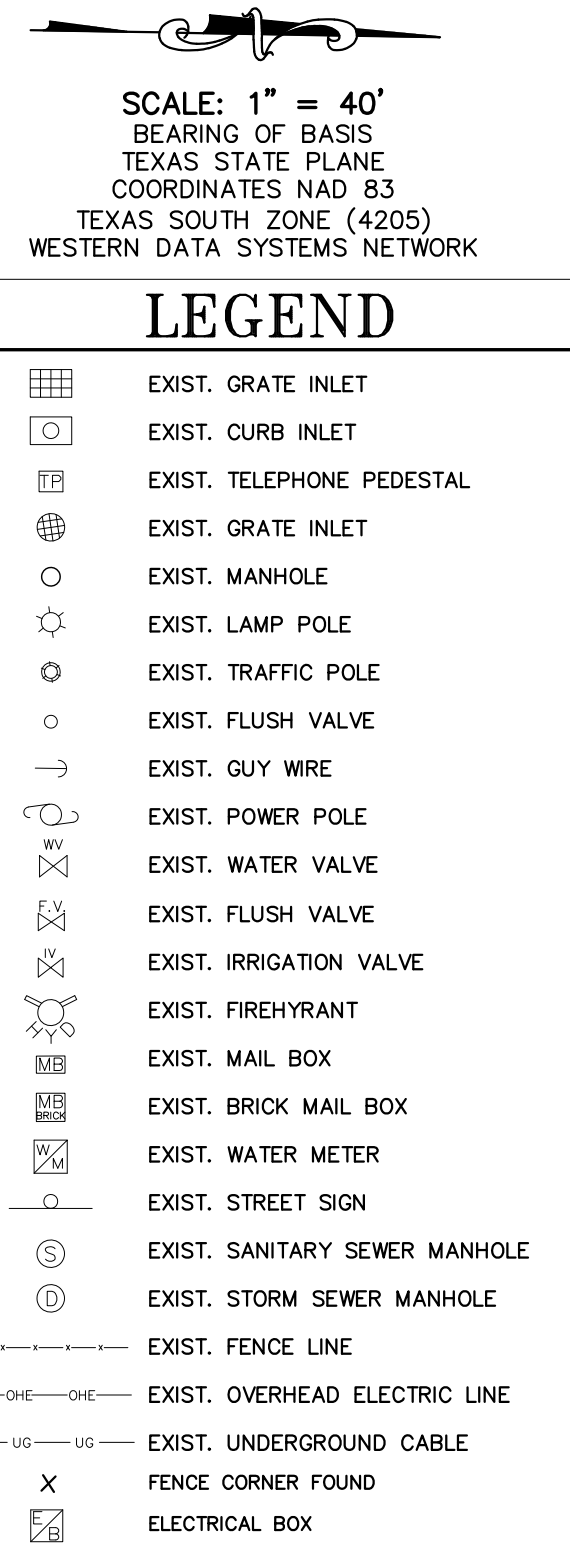 SCALE: 1" = 40'
BEARING OF BASIS
TEXAS STATE PLANE
COORDINATES NAD 83
TEXAS SOUTH ZONE (4205)
WESTERN DATA SYSTEMS NETWORK
LEGEND
EXIST. GRATE INLET
EXIST. CURB INLET
TP EXIST. TELEPHONE PEDESTAL
EXIST. GRATE INLET
EXIST. MANHOLE
EXIST. LAMP POLE
EXIST. TRAFFIC POLE
EXIST. FLUSH VALVE
EXIST. GUY WIRE
EXIST. POWER POLE
WV
EXIST. WATER VALVE
F.V.
EXIST. FLUSH VALVE
IV
EXIST. IRRIGATION VALVE
EXIST. FIREHYRANT
HYD
MB EXIST. MAIL BOX
MB
BRICK
EXIST. BRICK MAIL BOX
W
M
EXIST. WATER METER
EXIST. STREET SIGN
S EXIST. SANITARY SEWER MANHOLE
D EXIST. STORM SEWER MANHOLE
x x x x EXIST. FENCE LINE
OHE OHE EXIST. OVERHEAD ELECTRIC LINE
UG UG EXIST. UNDERGROUND CABLE
X FENCE CORNER FOUND
E
B
ELECTRICAL BOX